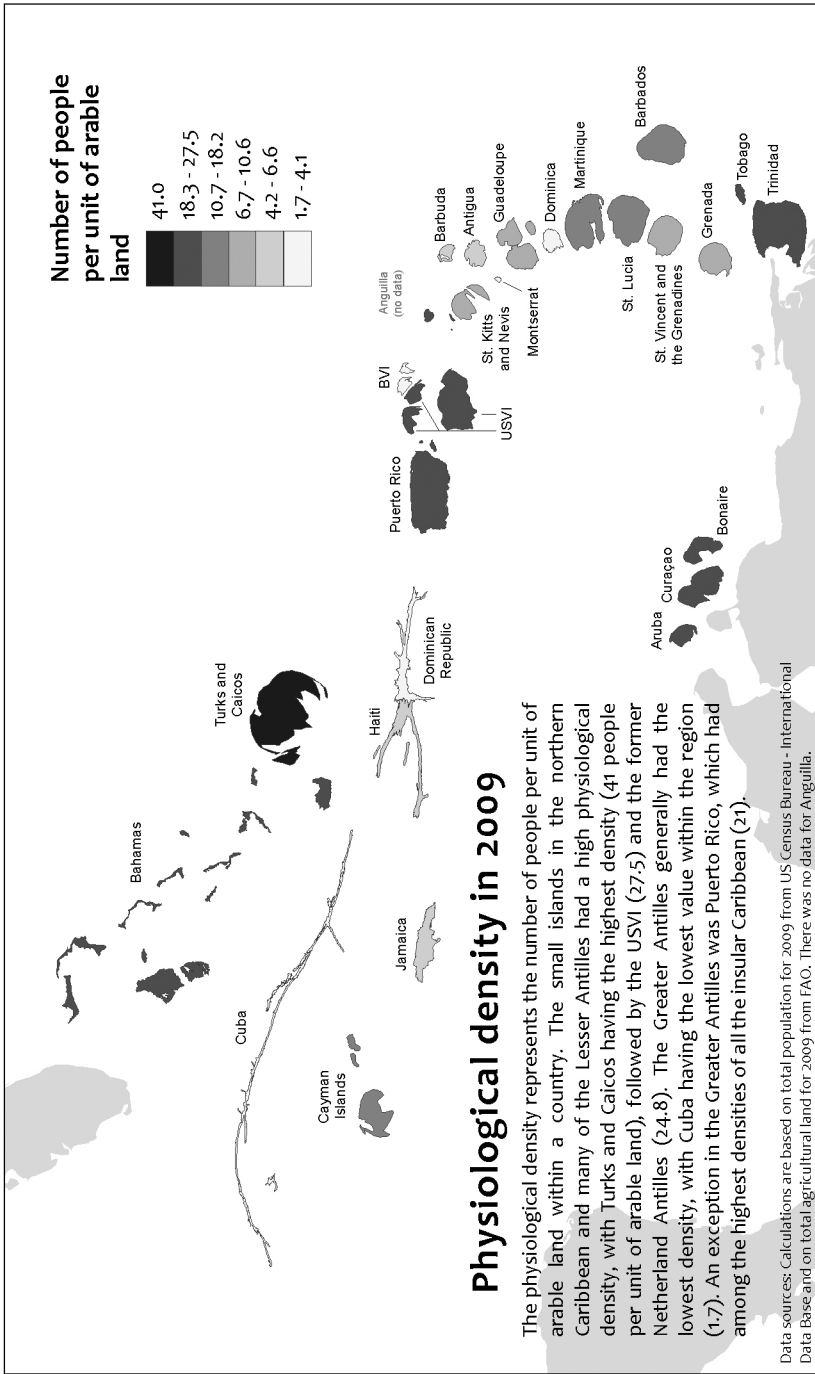 Number of people
per unit of arable
land
41.0
18.3 - 27.5
10.7 - 18.2
6.7 - 10.6
4.2 - 6.6
1.7 - 4.1
Bahamas
Turks and
Caicos
Cuba
Cayman
Islands
Jamaica
Haiti
Dominican
Republic
Puerto Rico
BVI
USVI
Anguilla
(no data)
St. Kitts
and Nevis
Montserrat
Barbuda
Antigua
Guadeloupe
Dominica
Martinique
St. Lucia
Barbados
St. Vincent and
the Grenadines
Grenada
Tobago
Trinidad
Aruba
Curaçao
Bonaire
Physiological density in 2009
The physiological density represents the number of people per unit of
arable land within a country. The small islands in the northern
Caribbean and many of the Lesser Antilles had a high physiological
density, with Turks and Caicos having the highest density (41 people
per unit of arable land), followed by the USVI (27.5) and the former
Netherland Antilles (24.8). The Greater Antilles generally had the
lowest density, with Cuba having the lowest value within the region
(1.7). An exception in the Greater Antilles was Puerto Rico, which had
among the highest densities of all the insular Caribbean (21).
Data sources: Calculations are based on total population for 2009 from US Census Bureau - International
Data Base and on total agricultural land for 2009 from FAO. There was no data for Anguilla.